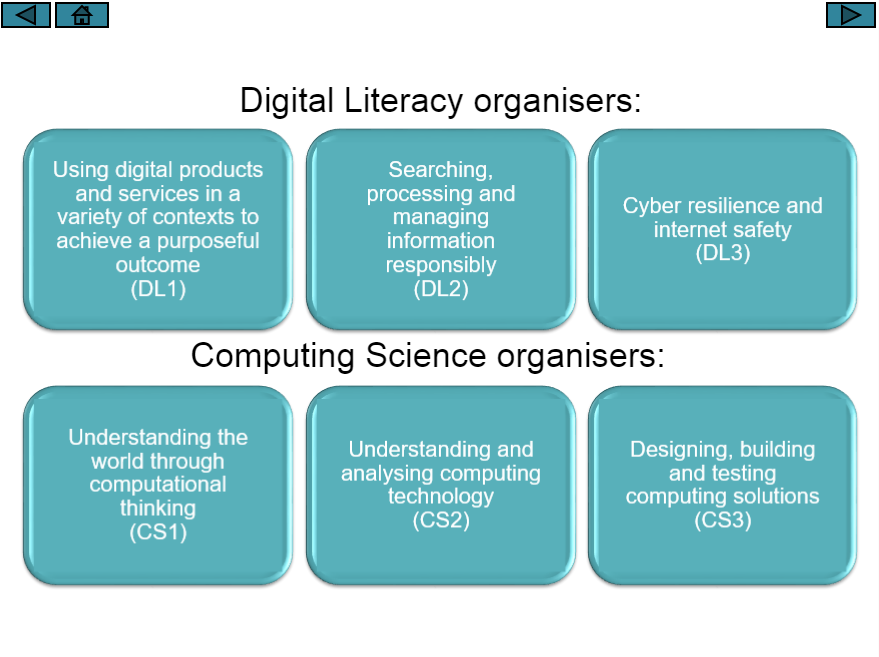 Digital Literacy organisers:
Using digital products
and services in a
variety of contexts to
achieve a purposeful
outcome
(DL1)
Searching,
processing and
managing
information
responsibly
(DL2)
Cyber resilience and
internet safety
(DL3)
Computing Science organisers:
Understanding the
world through
computational
thinking
(CS1)
Understanding and
analysing computing
technology
(CS2)
Designing, building
and testing
computing solutions
(CS3)